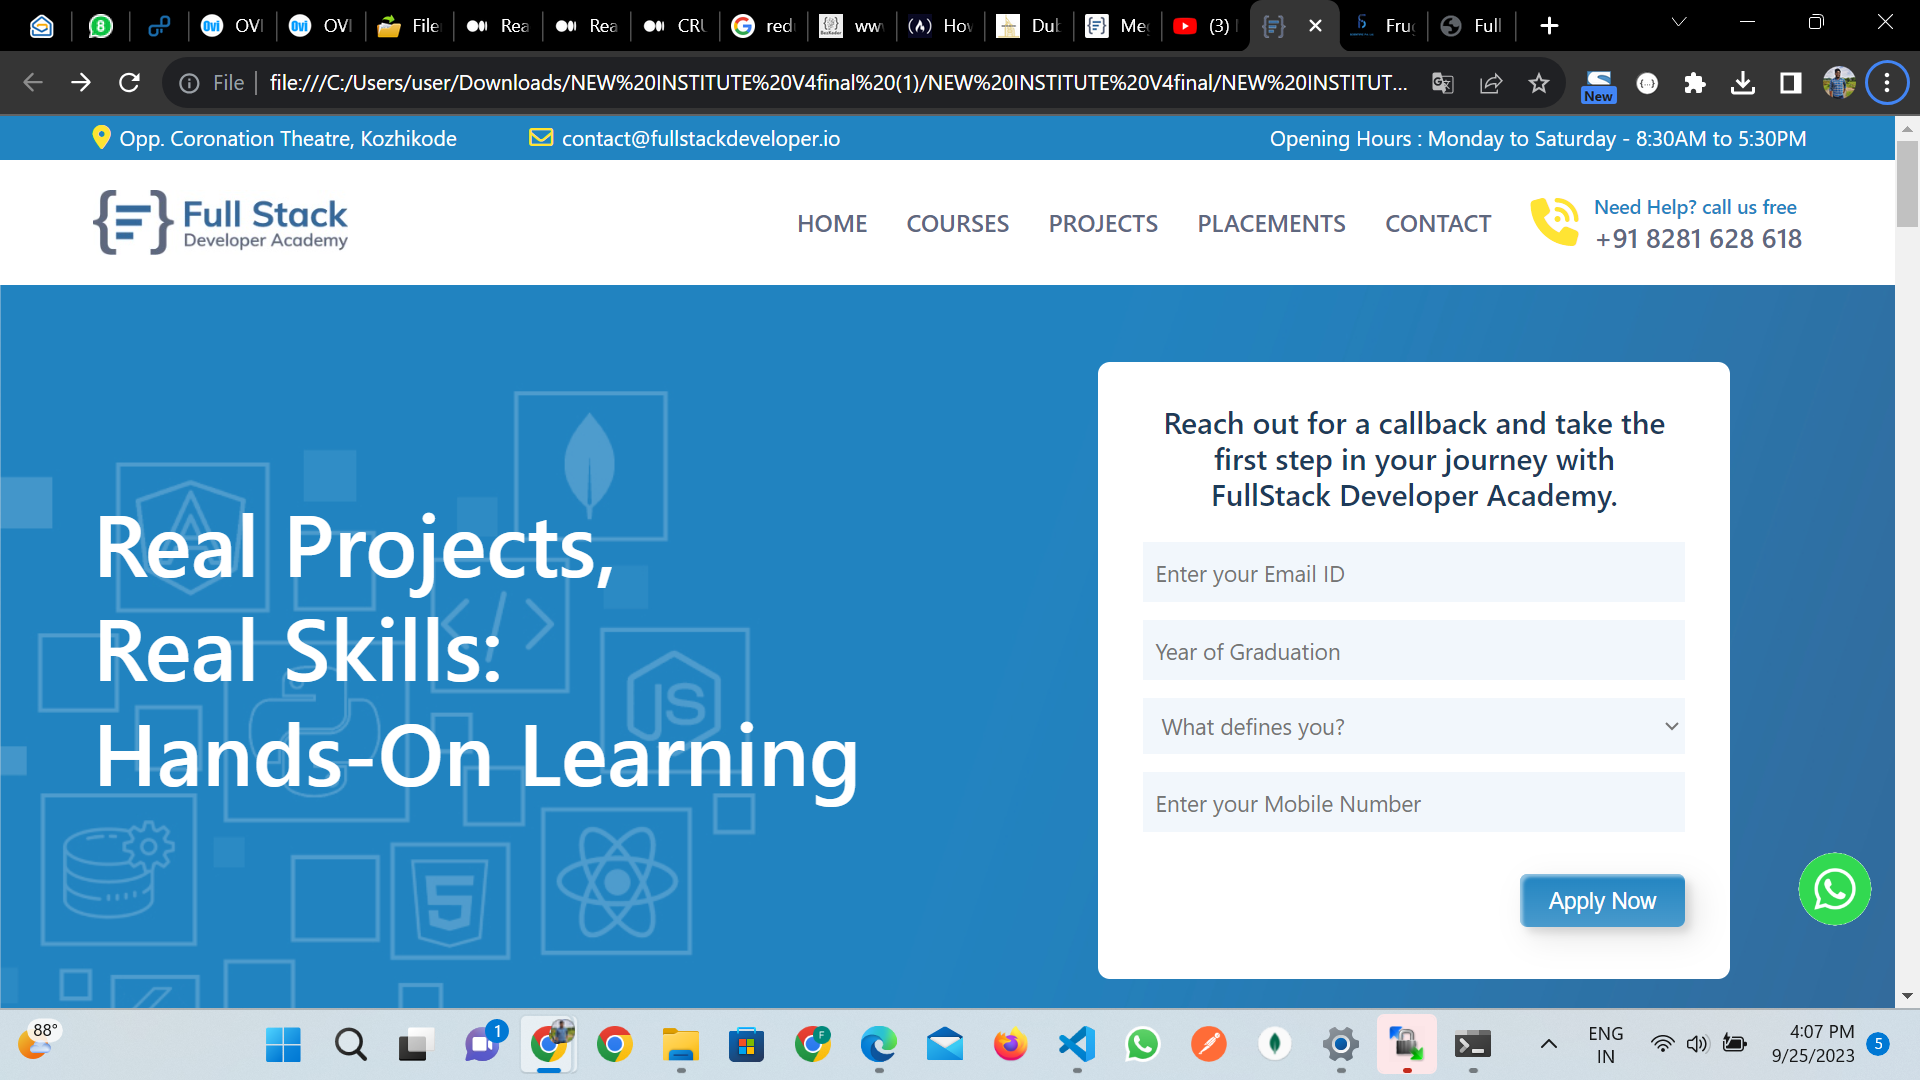 8
OVI
OVI
File
Rea
Rea
CRU
red
ww
Hov
Dub
Me
(3)
Fru
Full
File
file:///C:/Users/user/Downloads/NEW%20INSTITUTE%20V4final%20(1)/NEW%20INSTITUTE%20V4final/NEW%20INSTITUT...
New
Opp. Coronation Theatre, Kozhikode
contact@fullstackdeveloper.io
Opening Hours : Monday to Saturday - 8:30AM to 5:30PM
Full Stack
Developer Academy
HOME
COURSES
PROJECTS
PLACEMENTS
CONTACT
Need Help? call us free
+91 8281 628 618
Real Projects,
Real Skills:
Hands-On Learning
JS
5
Reach out for a callback and take the
first step in your journey with
FullStack Developer Academy.
Enter your Email ID
Year of Graduation
What defines you?
Enter your Mobile Number
Apply Now
88°
1
F
ENG
IN
4:07 PM
9/25/2023
5